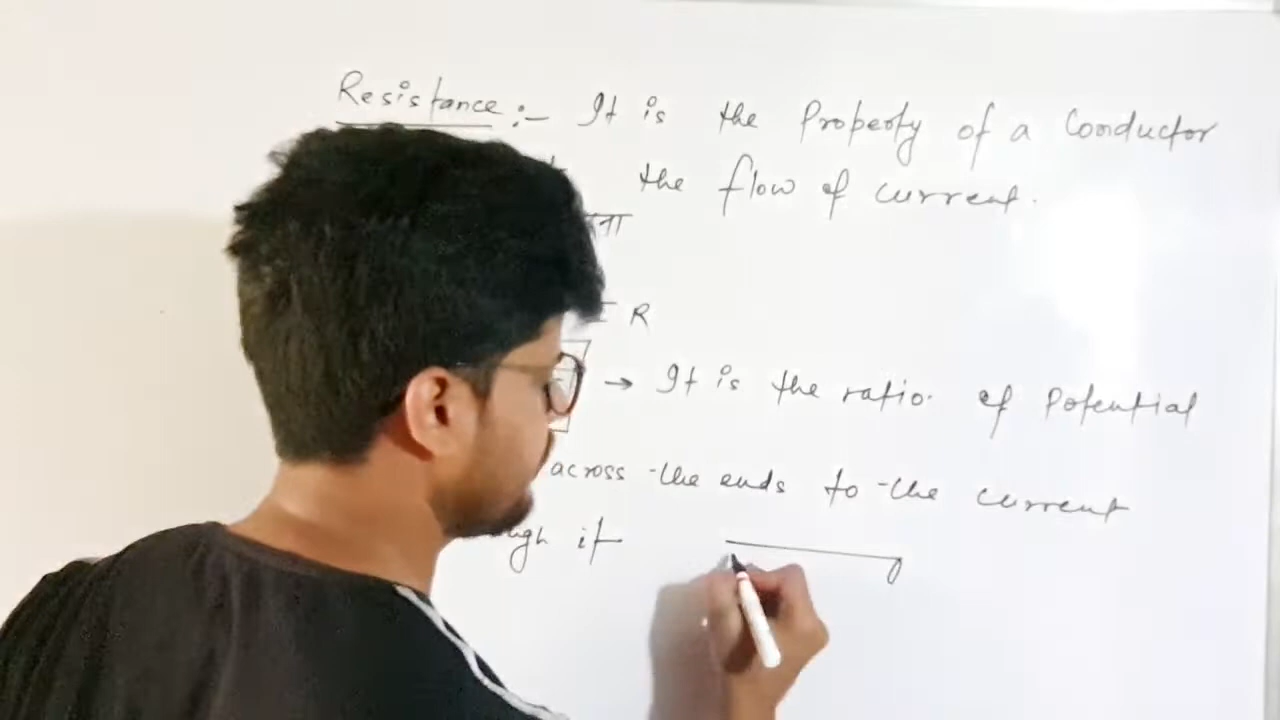 Resistance :- It is the Property of a Conductor
the flow of current.
R
→ It is the ratio of Potential
across the ends to the current
it